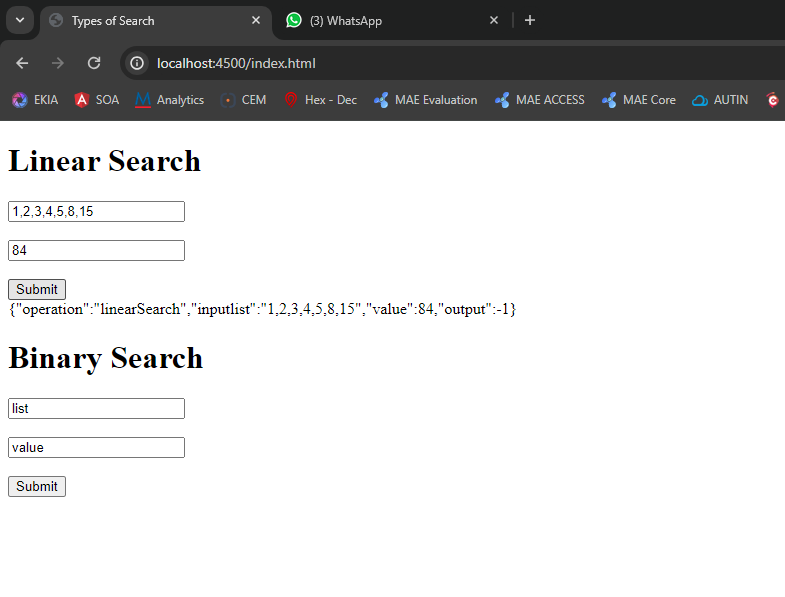 Types of Search
(3) WhatsApp
localhost:4500/index.html
EKIA SOA Analytics CEM Hex - Dec MAE Evaluation MAE ACCESS MAE Core AUTIN
Linear Search
1,2,3,4,5,8,15
84
Submit
{"operation":"linearSearch","inputlist":"1,2,3,4,5,8,15","value":84,"output":-1}
Binary Search
list
value
Submit